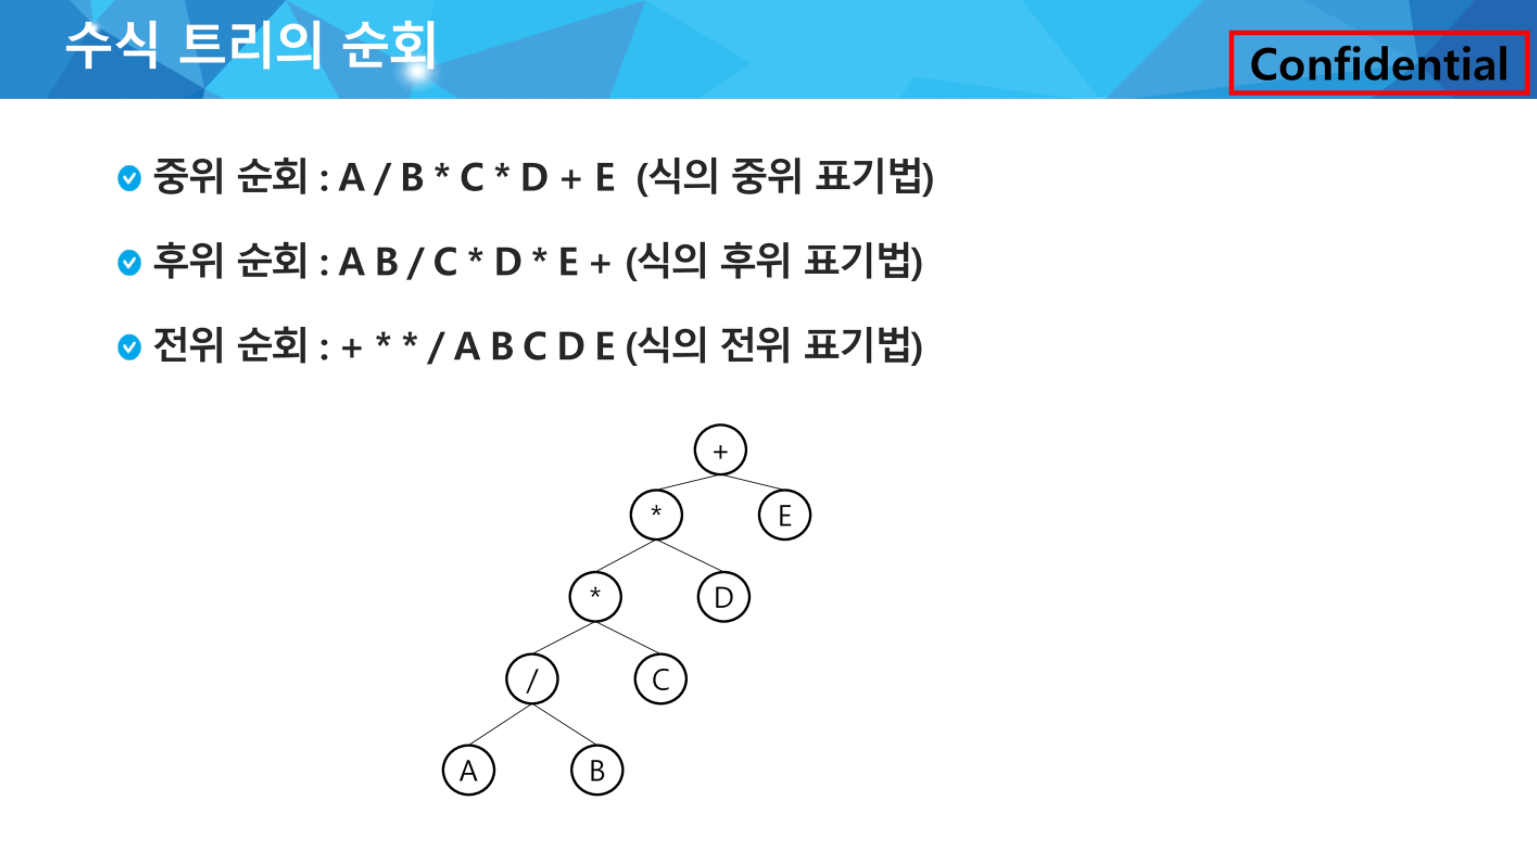 수식 트리의 순회
Confidential
중위 순회 : A / B * C * D + E (식의 중위 표기법)
후위 순회 : A B / C * D * E + (식의 후위 표기법)
전위 순회 : + * * / A B C D E (식의 전위 표기법)
+
* E
* D
/ C
A B